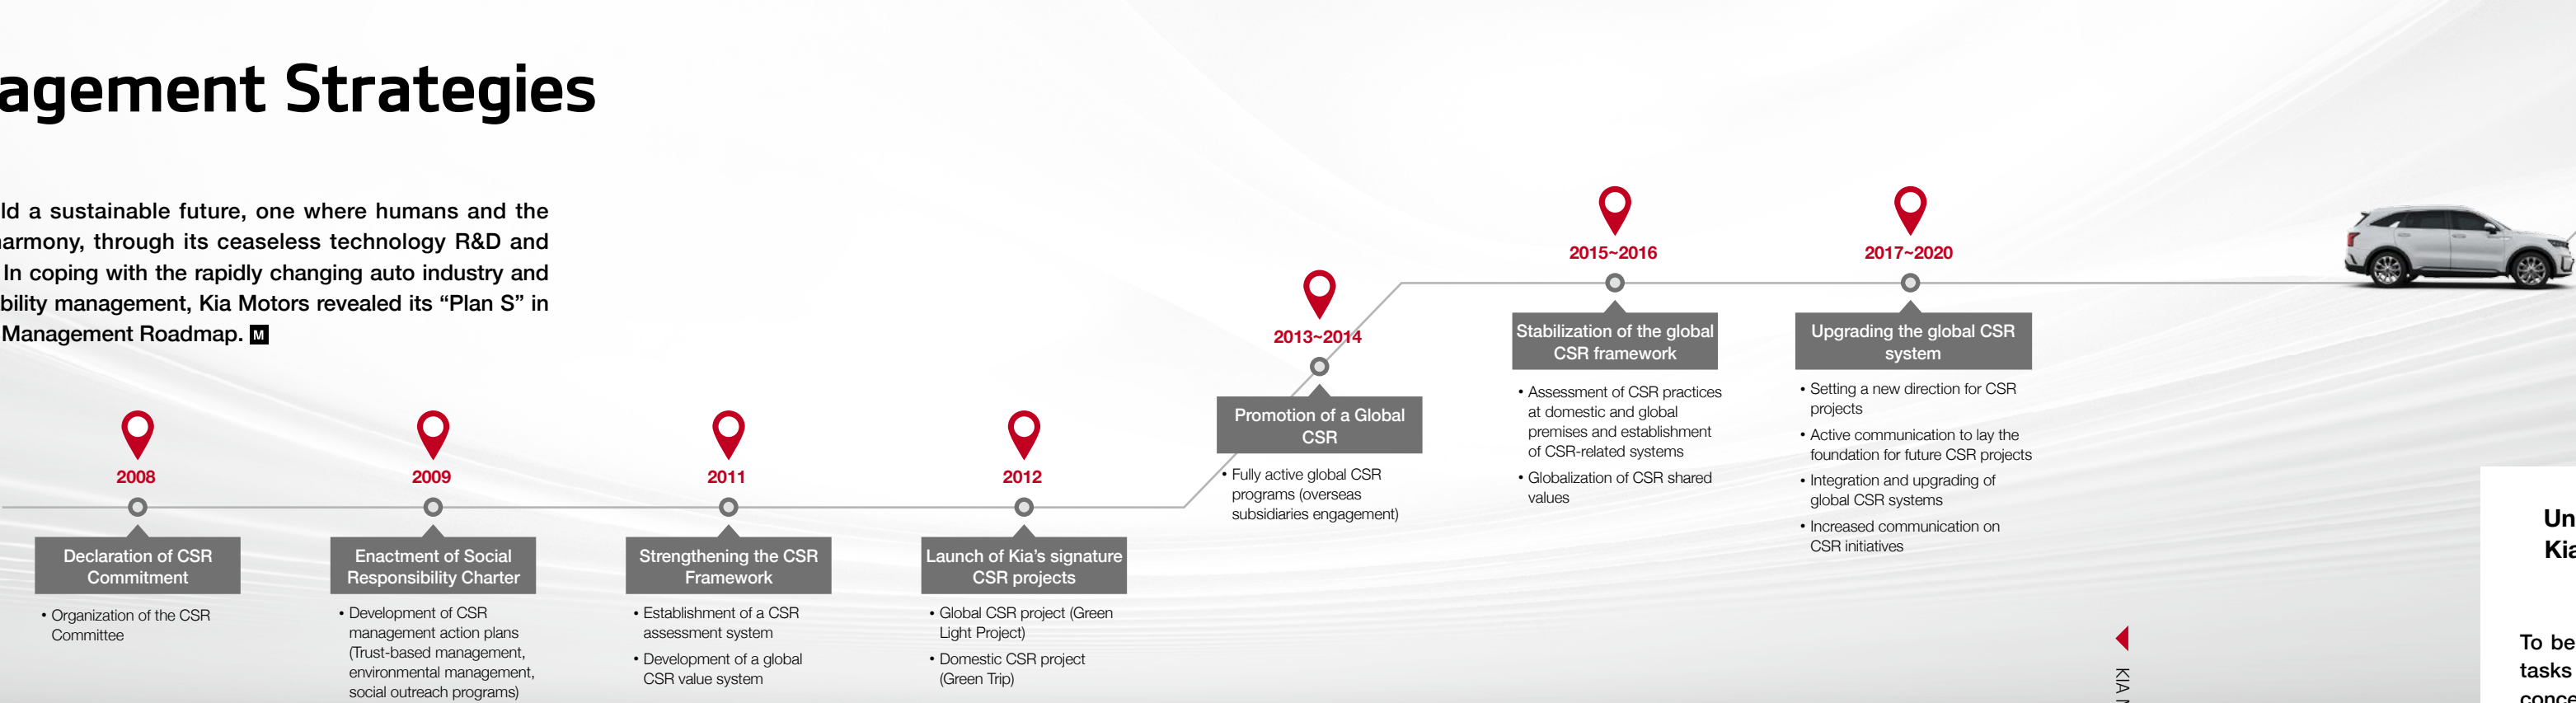 agement Strategies
ld a sustainable future, one where humans and the
armony, through its ceaseless technology R&D and
In coping with the rapidly changing auto industry and
bility management, Kia Motors revealed its “Plan S” in
Management Roadmap. M
2008
Declaration of CSR
Commitment
• Organization of the CSR
Committee
2009
Enactment of Social
Responsibility Charter
• Development of CSR
management action plans
(Trust-based management,
environmental management,
social outreach programs)
2011
Strengthening the CSR
Framework
• Establishment of a CSR
assessment system
• Development of a global
CSR value system
2012
Launch of Kia’s signature
CSR projects
• Global CSR project (Green
Light Project)
• Domestic CSR project
(Green Trip)
2013~2014
Promotion of a Global
CSR
• Fully active global CSR
programs (overseas
subsidiaries engagement)
2015~2016
Stabilization of the global
CSR framework
• Assessment of CSR practices
at domestic and global
premises and establishment
of CSR-related systems
• Globalization of CSR shared
values
2017~2020
Upgrading the global CSR
system
• Setting a new direction for CSR
projects
• Active communication to lay the
foundation for future CSR projects
• Integration and upgrading of
global CSR systems
• Increased communication on
CSR initiatives
KIA
Un
Kia
To be
tasks
conce